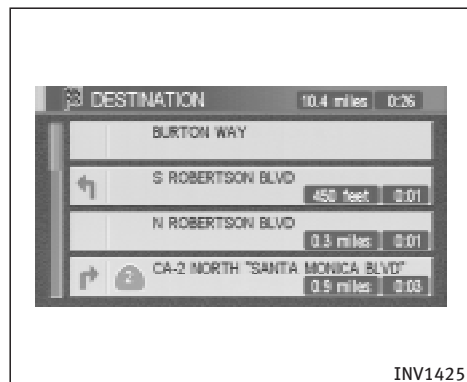 DESTINATION 10.4 miles 0:26
BURTON WAY
S ROBERTSON BLVD
450 feet 0:01
N ROBERTSON BLVD
0.3 miles 0:01
2 CA-2 NORTH "SANTA MONICA BLVD"
0.9 miles 0:03
INV1425